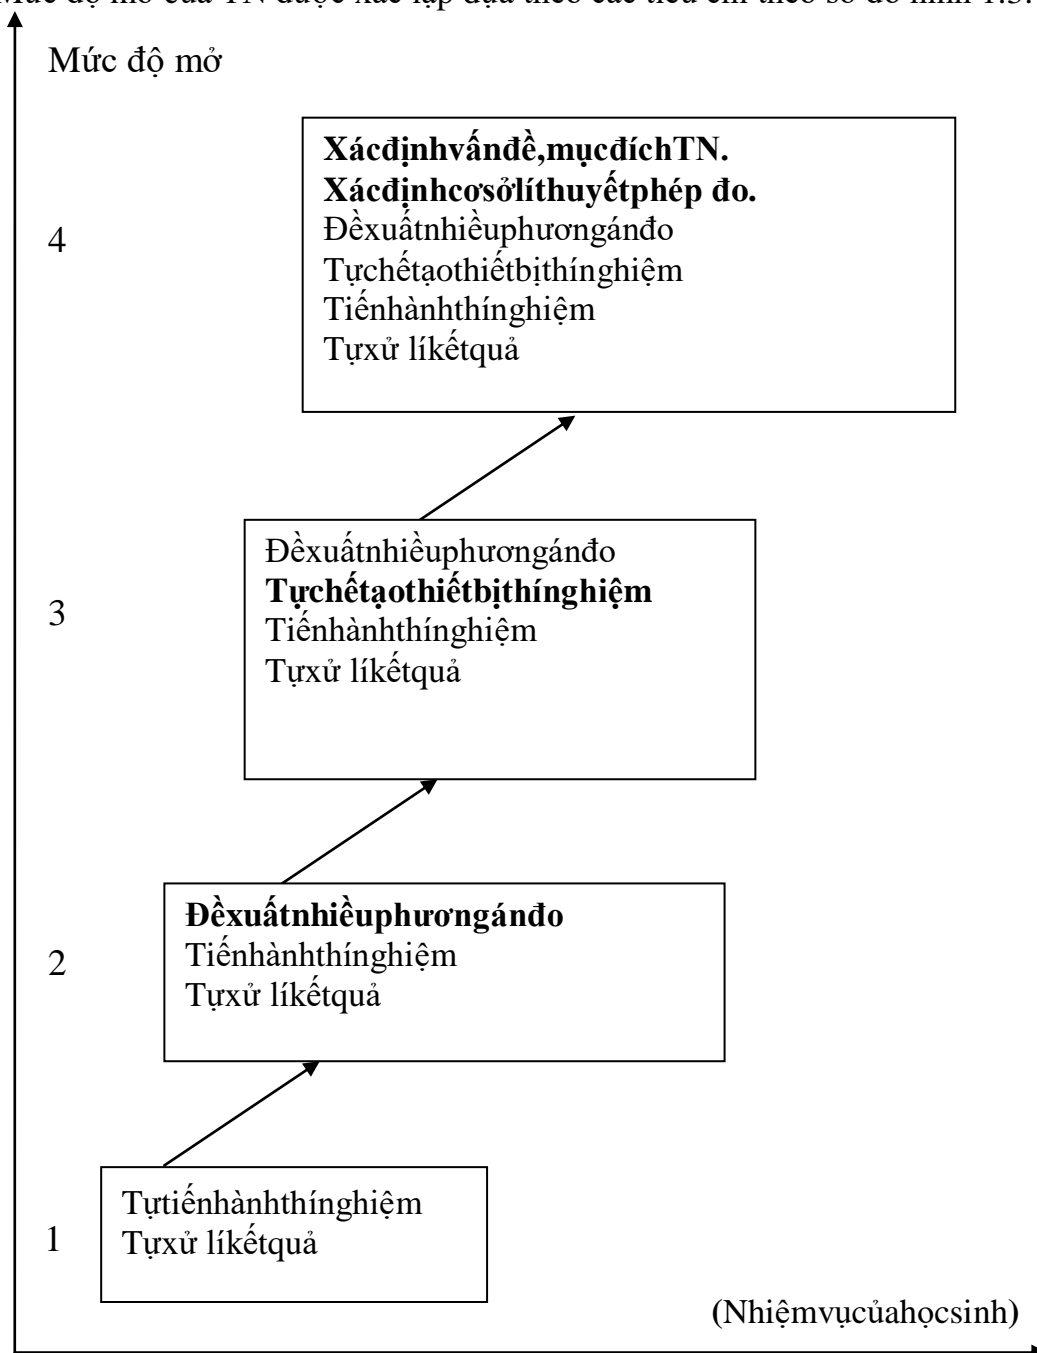 Mức độ mở của TN được xác lập dựa theo các tiêu chí theo sơ đồ hình 1.3.
Mức độ mở
4
Xácđịnhvấnđề,mụcđíchTN.
Xácđịnhcơsởlíthuyếtphép đo.
Đềxuấtnhiềuphươngánđo
Tựchếtạothiếtbịthínghiệm
Tiếnhànhthínghiệm
Tựxử líkếtquả
3
Đềxuấtnhiềuphươngánđo
Tựchếtạothiếtbịthínghiệm
Tiếnhànhthínghiệm
Tựxử líkếtquả
2
Đềxuấtnhiềuphươngánđo
Tiếnhànhthínghiệm
Tựxử líkếtquả
1
Tựtiếnhànhthínghiệm
Tựxử líkếtquả
(Nhiệmvụcủahọcsinh)